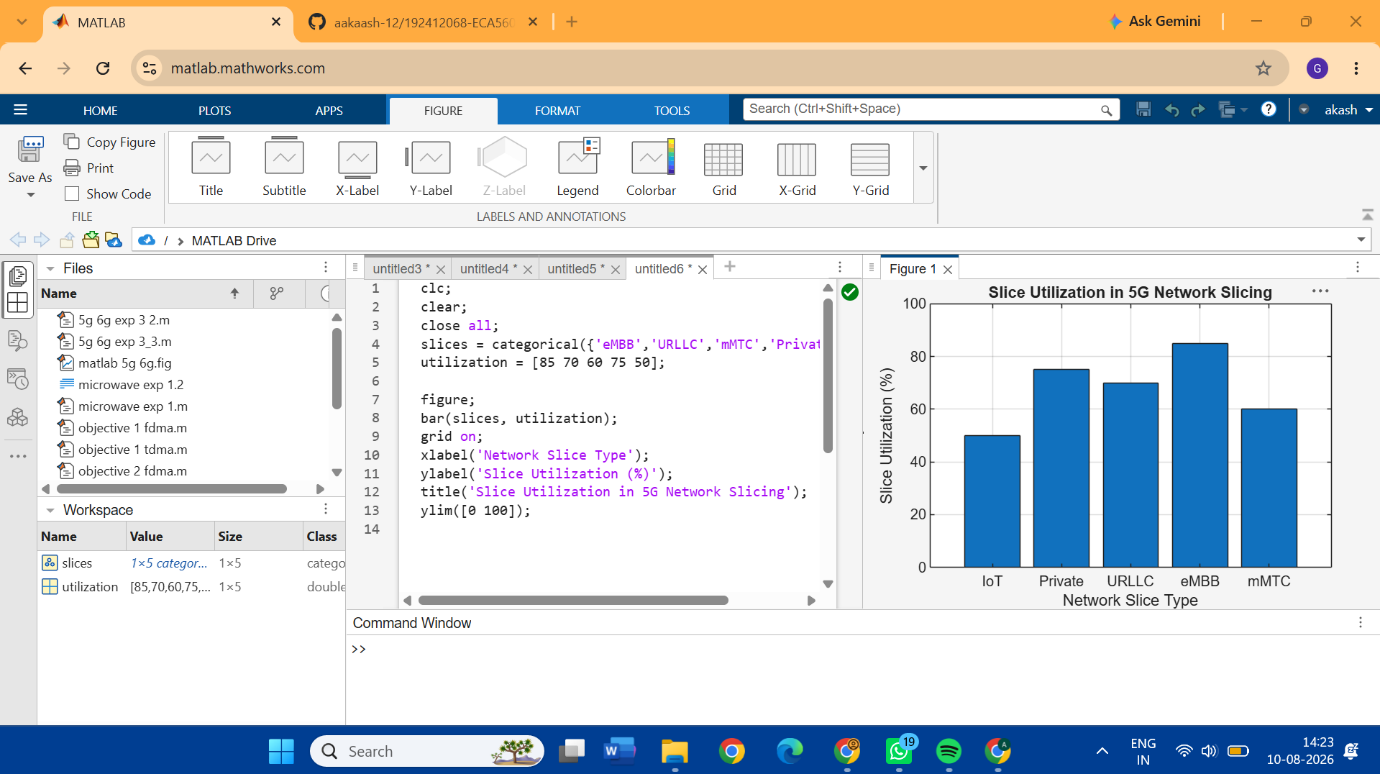 MATLAB
aakaash-12/192412068-ECA560
Ask Gemini
matlab.mathworks.com
G
HOME
PLOTS
APPS
FIGURE
FORMAT
TOOLS
Search (Ctrl+Shift+Space)
akash
Save As
Copy Figure
Print
Show Code
FILE
Title
Subtitle
X-Label
Y-Label
Z-Label
Legend
Colorbar
Grid
X-Grid
Y-Grid
LABELS AND ANNOTATIONS
/ › MATLAB Drive
Files
Name
5g 6g exp 3 2.m
5g 6g exp 3_3.m
matlab 5g 6g.fig
microwave exp 1.2
microwave exp 1.m
objective 1 fdma.m
objective 1 tdma.m
objective 2 fdma.m
Workspace
Name Value Size Class
slices 1×5 categor... 1×5 catego
utilization [85,70,60,75,... 1×5 double
untitled3 *
untitled4 *
untitled5 *
untitled6 *
1 clc;
2 clear;
3 close all;
4 slices = categorical({'eMBB','URLLC','mMTC','Privat
5 utilization = [85 70 60 75 50];
6
7 figure;
8 bar(slices, utilization);
9 grid on;
10 xlabel('Network Slice Type');
11 ylabel('Slice Utilization (%)');
12 title('Slice Utilization in 5G Network Slicing');
13 ylim([0 100]);
14
Figure 1
Slice Utilization in 5G Network Slicing
Slice Utilization (%)
100
80
60
40
20
0
IoT Private URLLC eMBB mMTC
Network Slice Type
Command Window
>>
Search
19
ENG
IN
14:23
10-08-2026